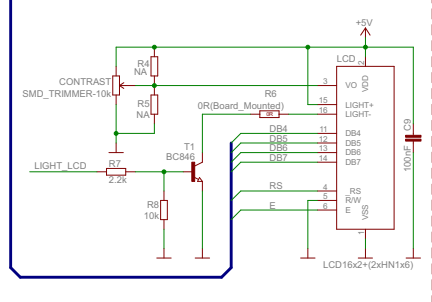 +5V
LCD
R4
NA
CONTRAST
SMD_TRIMMER-10k
R5
NA
R6
0R(Board_Mounted)
0R
2
VDD
3
VO
15
LIGHT+
16
LIGHT-
DB4
11
DB4
DB5
12
DB5
DB6
13
DB6
DB7
14
DB7
RS
4
RS
5
R/W
E
6
E
VSS
1
C9
100nF
T1
BC846
LIGHT_LCD
R7
2.2k
R8
10k
LCD16x2+(2xHN1x6)